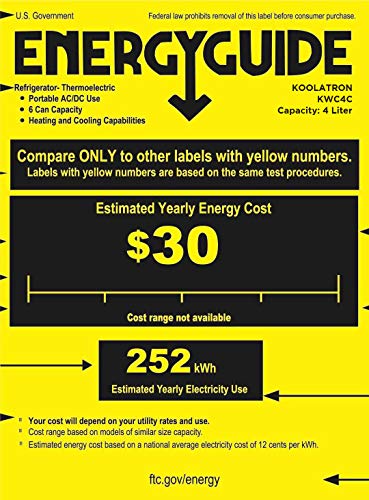 U.S. Government
Federal law prohibits removal of this label before consumer purchase.
ENERGYGUIDE
Refrigerator- Thermoelectric
• Portable AC/DC Use
• 6 Can Capacity
• Heating and Cooling Capabilities
KOOLATRON
KWC4C
Capacity: 4 Liter
Compare ONLY to other labels with yellow numbers.
Labels with yellow numbers are based on the same test procedures.
Estimated Yearly Energy Cost
$30
Cost range not available
252 kWh
Estimated Yearly Electricity Use
Your cost will depend on your utility rates and use.
Cost range based on models of similar size capacity.
Estimated energy cost based on a national average electricity cost of 12 cents per kWh.
ftc.gov/energy